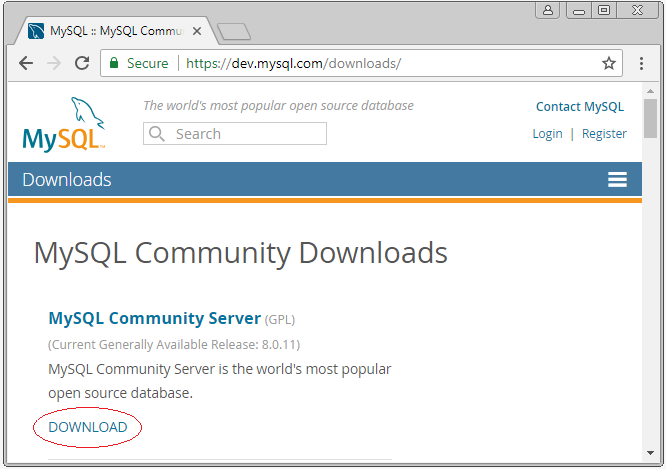 MySQL :: MySQL Commu
Secure
https://dev.mysql.com/downloads/
MySQL™
The world's most popular open source database
Search
Contact MySQL
Login | Register
Downloads
MySQL Community Downloads
MySQL Community Server (GPL)
(Current Generally Available Release: 8.0.11)
MySQL Community Server is the world's most popular
open source database.
DOWNLOAD